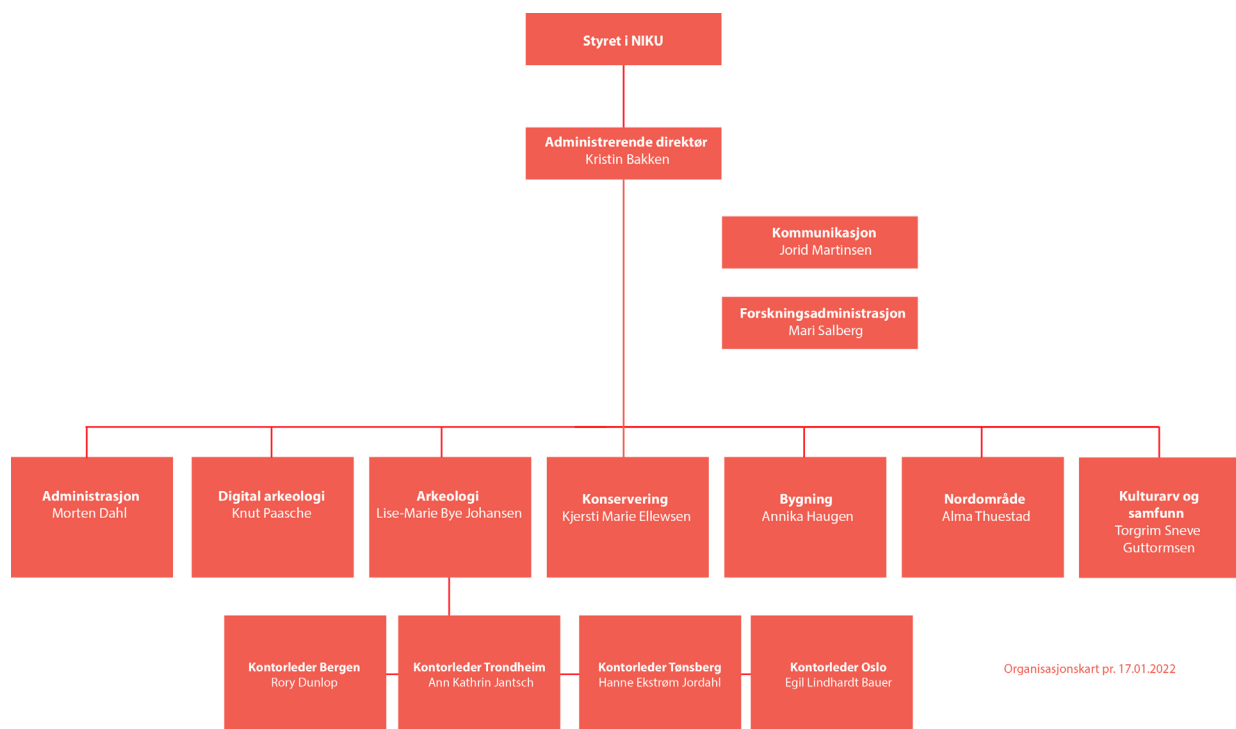 Styret i NIKU
Administrerende direktør
Kristin Bakken
Kommunikasjon
Jorid Martinsen
Forskningsadministrasjon
Mari Salberg
Administrasjon
Morten Dahl
Digital arkeologi
Knut Paasche
Arkeologi
Lise-Marie Bye Johansen
Konservering
Kjersti Marie Ellewsen
Bygning
Annika Haugen
Nordområde
Alma Thuestad
Kulturarv og
samfunn
Torgrim Sneve
Guttormsen
Kontorleder Bergen
Rory Dunlop
Kontorleder Trondheim
Ann Kathrin Jantsch
Kontorleder Tønsberg
Hanne Ekstrøm Jordahl
Kontorleder Oslo
Egil Lindhardt Bauer
Organisasjonskart pr. 17.01.2022